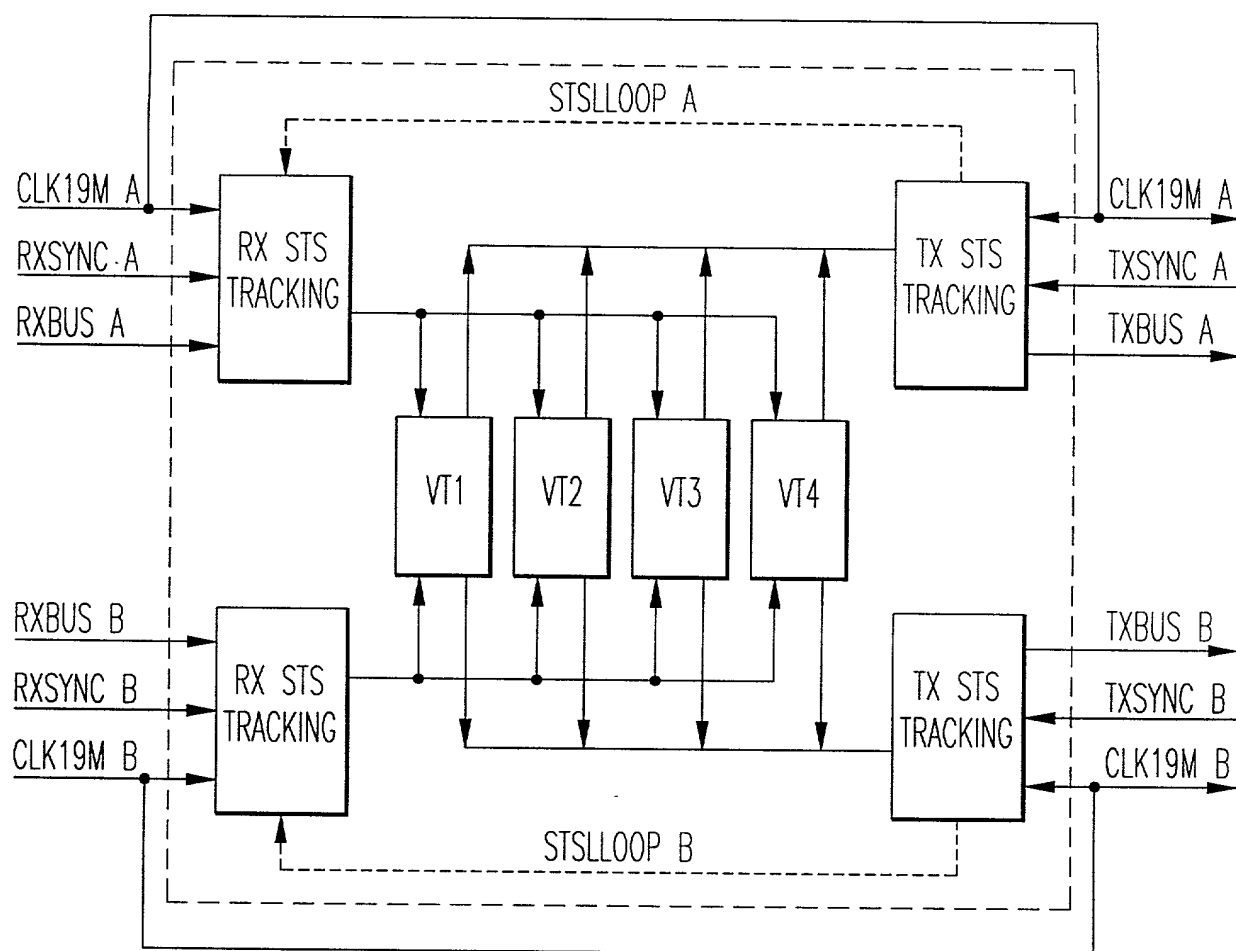 STSLLOOP A
CLK19M A
RXSYNC A
RXBUS A
RX STS
TRACKING
TX STS
TRACKING
CLK19M A
TXSYNC A
TXBUS A
VT1
VT2
VT3
VT4
RXBUS B
RXSYNC B
CLK19M B
RX STS
TRACKING
TX STS
TRACKING
TXBUS B
TXSYNC B
CLK19M B
STSLLOOP B